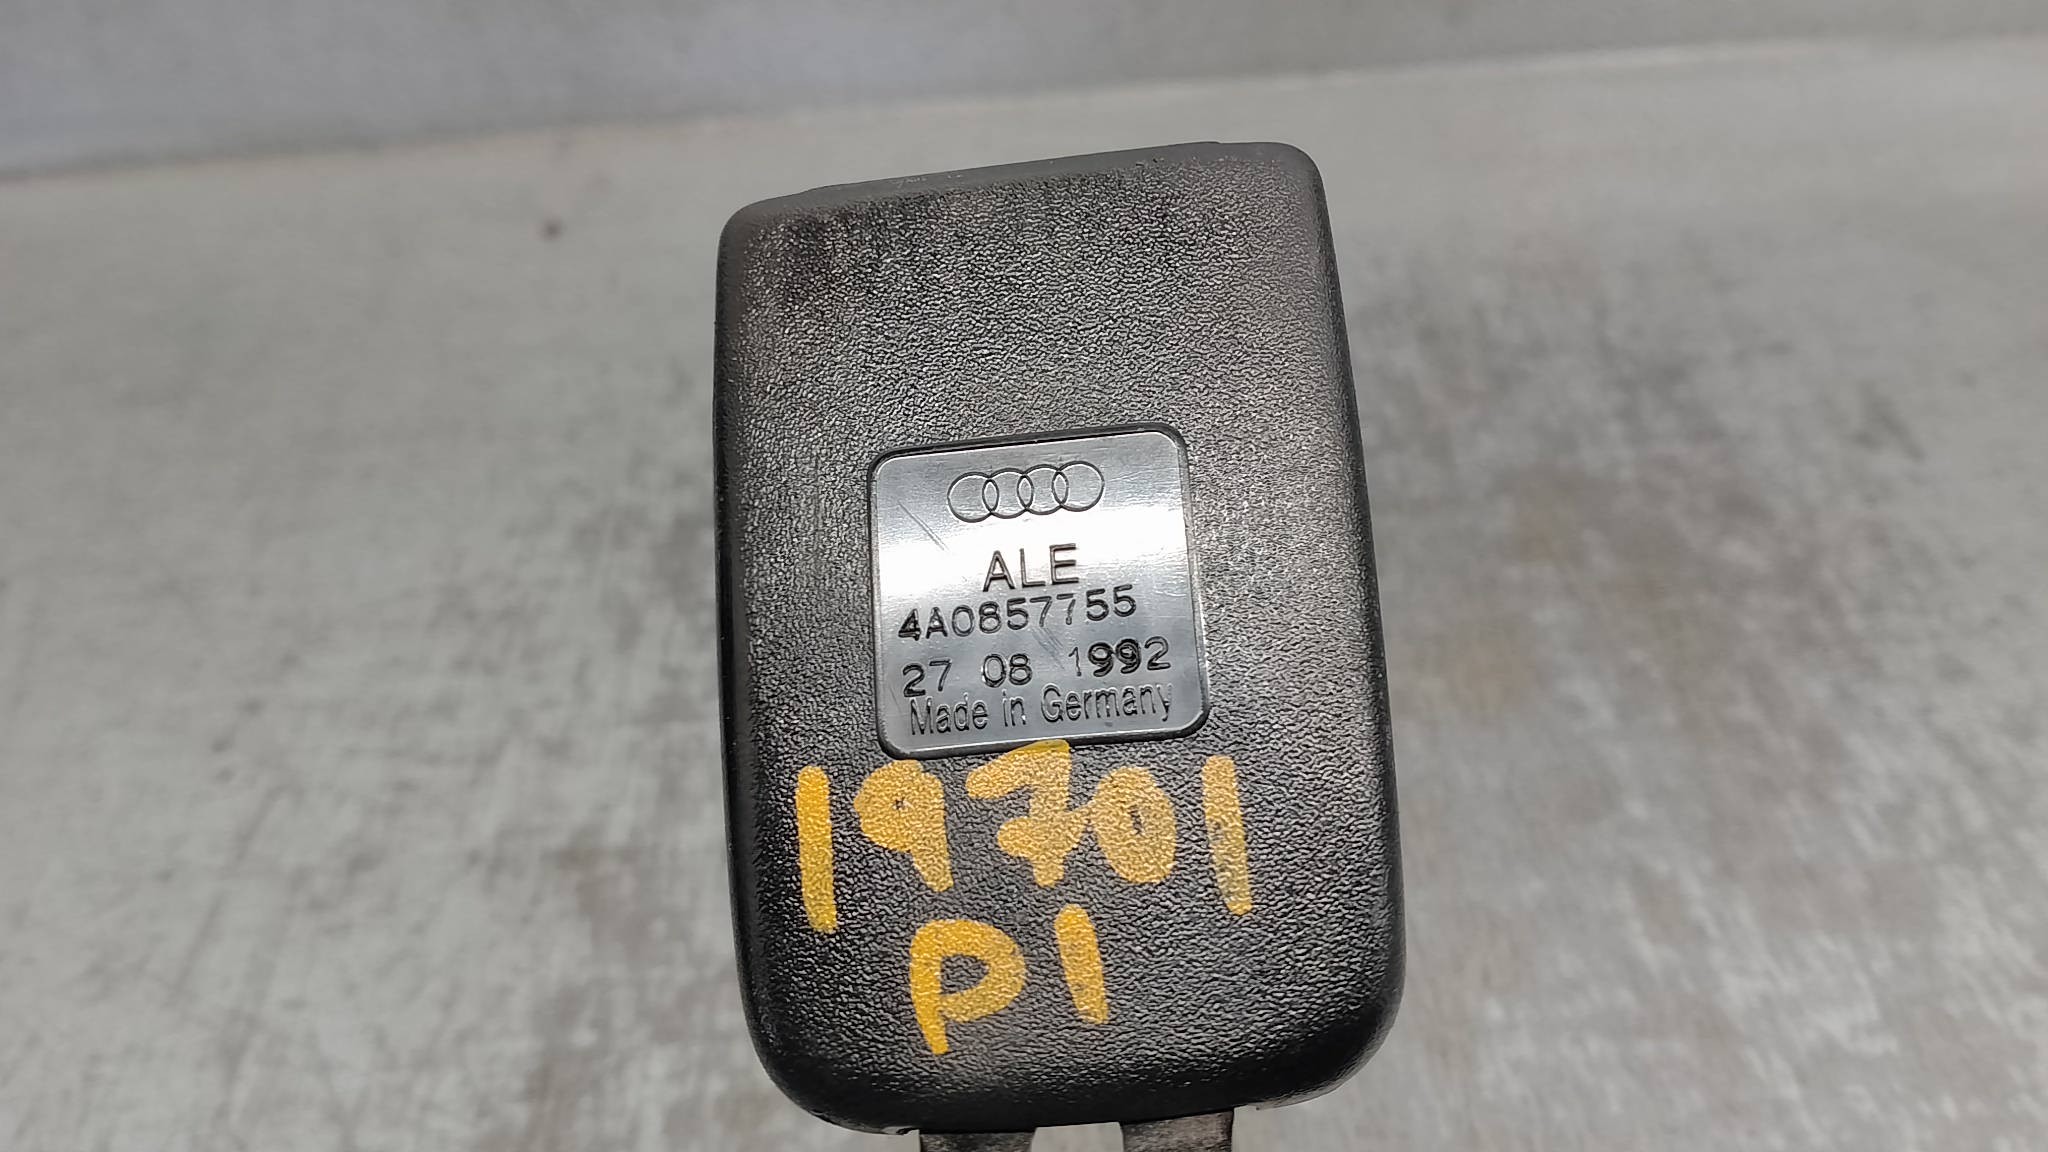 ALE
4A0857755
27 08 1992
Made in Germany
19701
P1